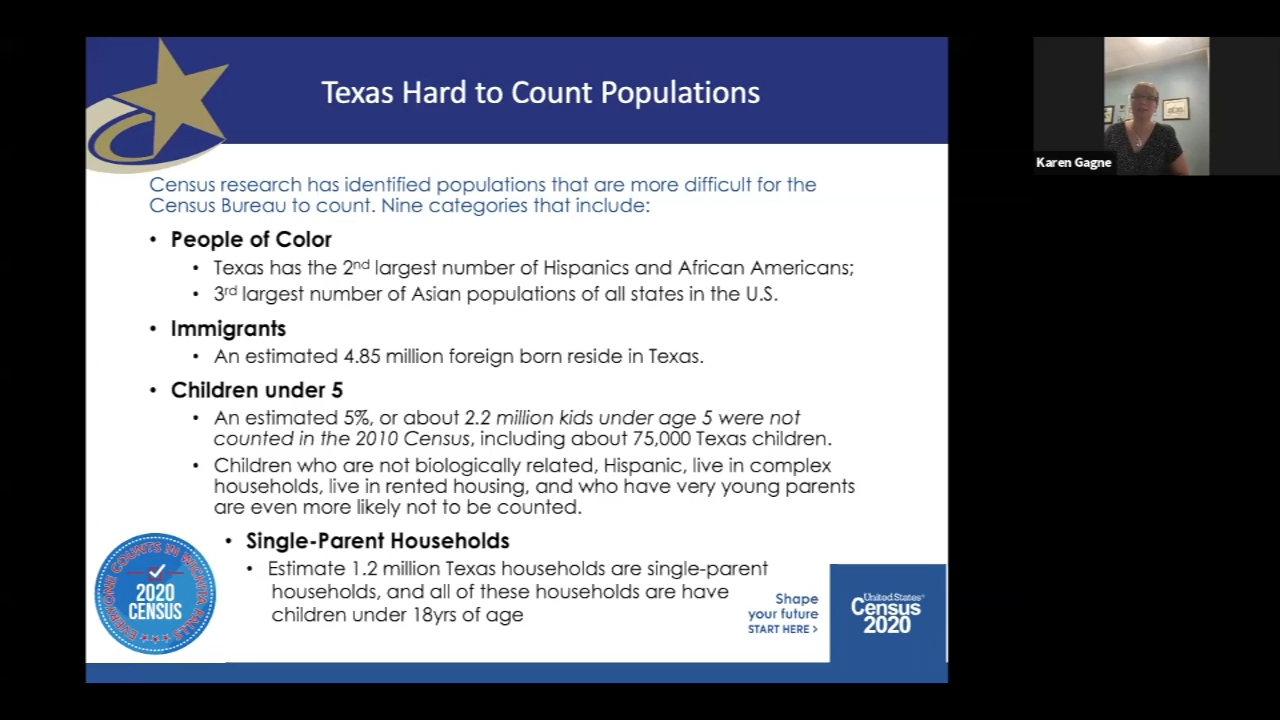 Texas Hard to Count Populations
Karen Gagne
Census research has identified populations that are more difficult for the
Census Bureau to count. Nine categories that include:
• People of Color
• Texas has the 2nd largest number of Hispanics and African Americans;
• 3rd largest number of Asian populations of all states in the U.S.
• Immigrants
• An estimated 4.85 million foreign born reside in Texas.
• Children under 5
• An estimated 5%, or about 2.2 million kids under age 5 were not
counted in the 2010 Census, including about 75,000 Texas children.
• Children who are not biologically related, Hispanic, live in complex
households, live in rented housing, and who have very young parents
are even more likely not to be counted.
• Single-Parent Households
• Estimate 1.2 million Texas households are single-parent
households, and all of these households are have
children under 18yrs of age
EVERYONE COUNTS IN WICHITA FALLS
2020
CENSUS
Shape
your future
START HERE >
United States®
Census
2020